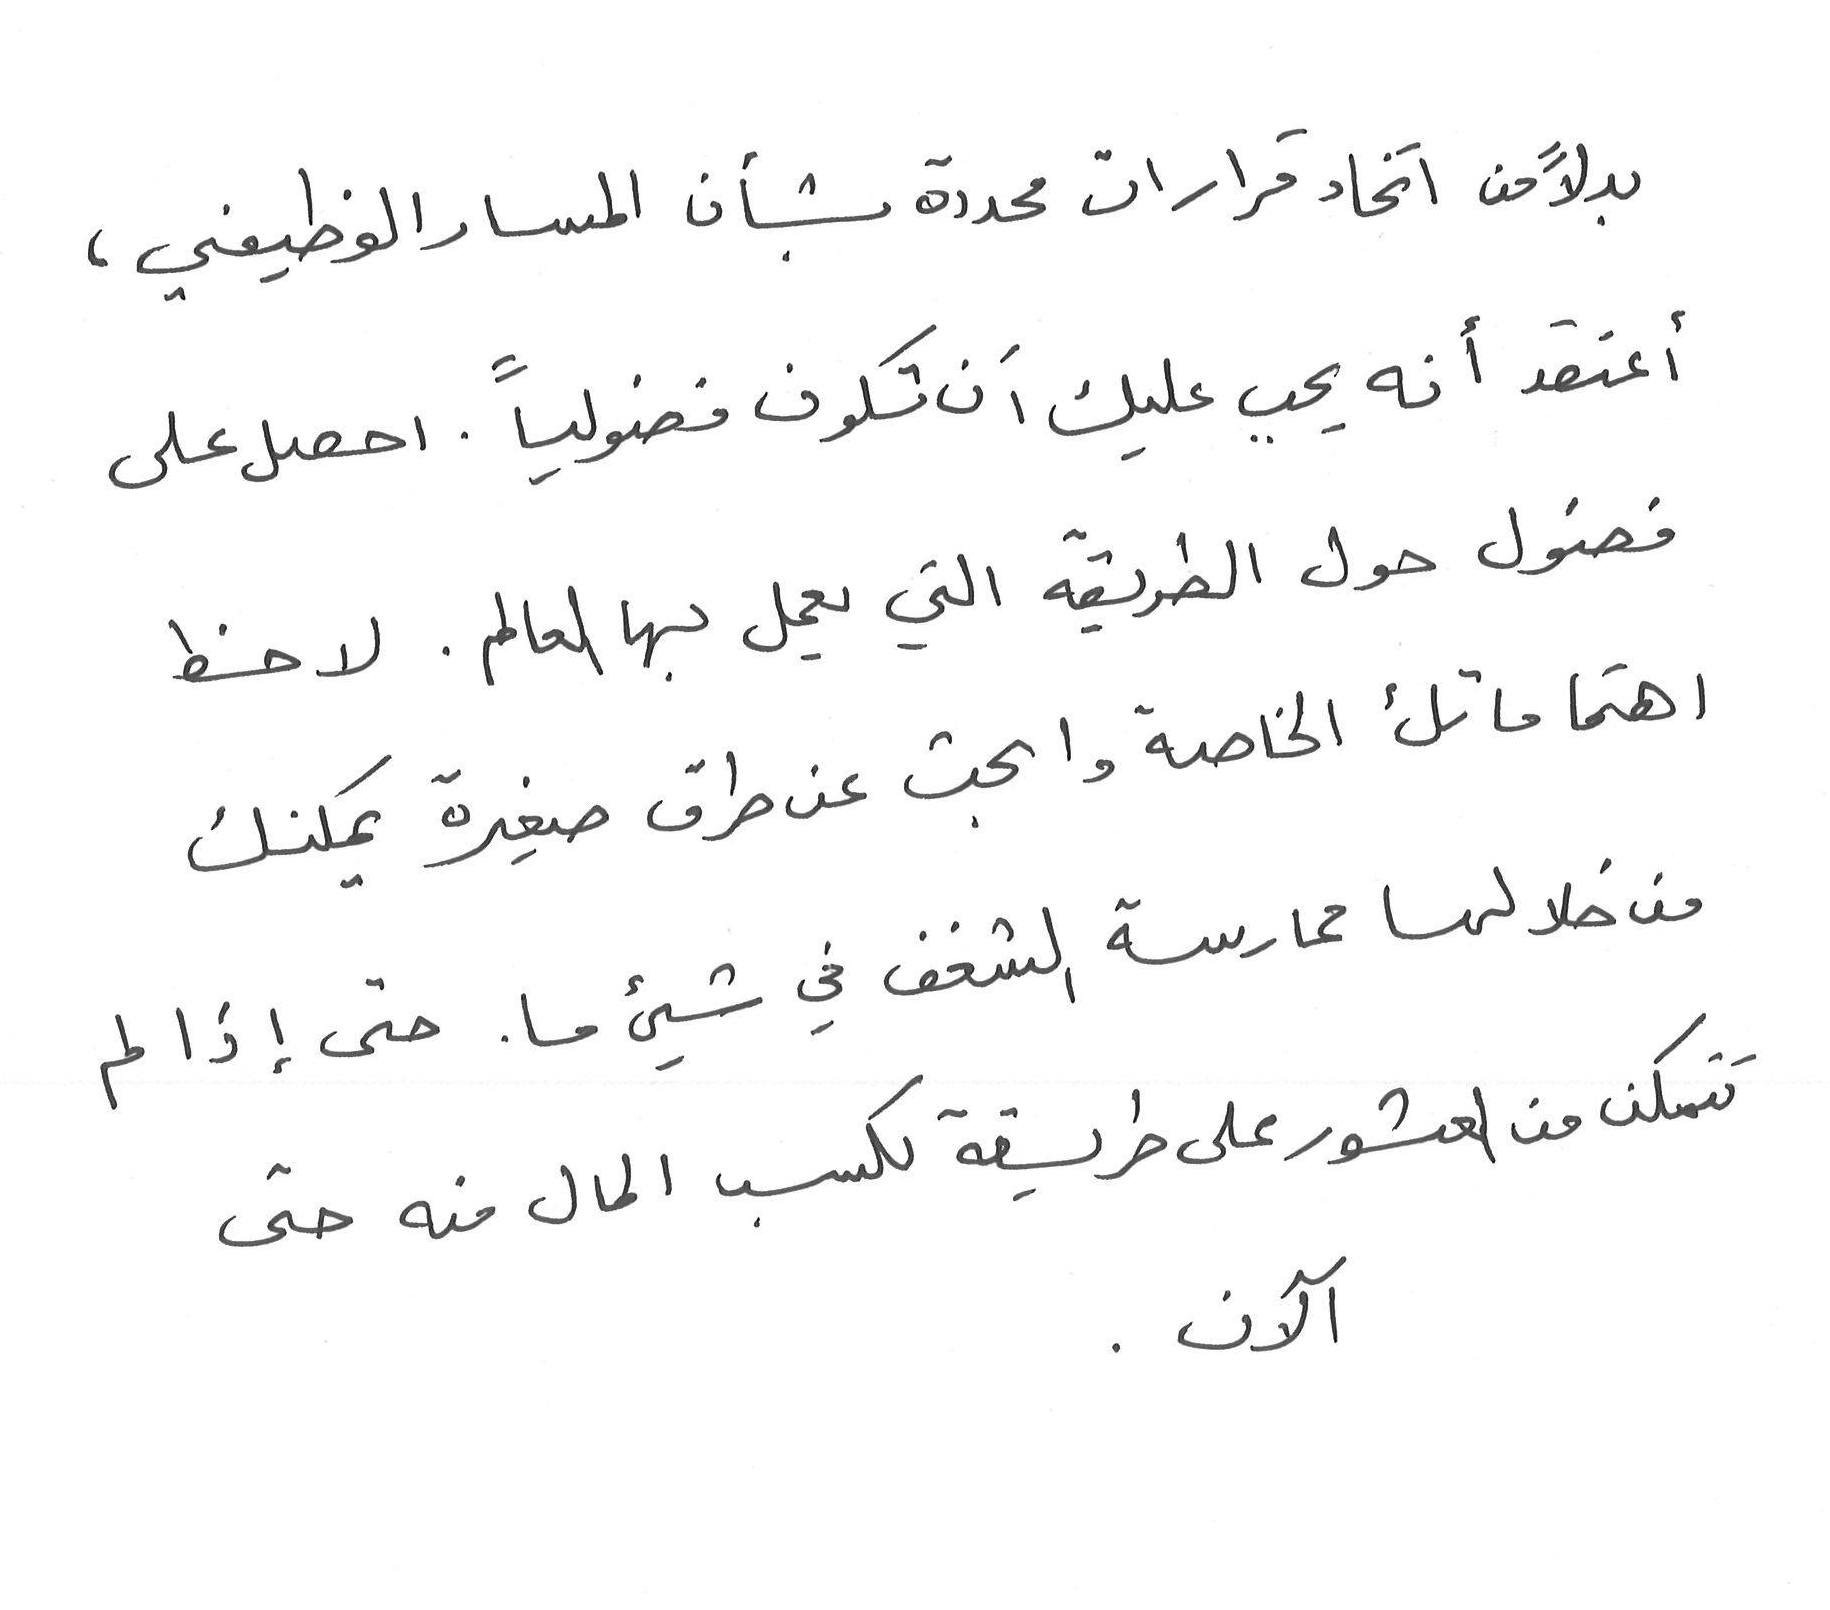 بدلاً من اتخاذ قرارات محددة بشأن المسار الوظيفي،
أعتقد أنه يجب عليك أن تكون فضولياً. احصل على
فضول حول الطريقة التي يعمل بها العالم. لاحظ
اهتماماتك الخاصة وابحث عن طرق صغيرة يمكنك
من خلالها ممارسة الشغف في شيئ ما. حتى إذا لم
تتمكن من العثور على طريقة لكسب المال منه حتى
الآن.